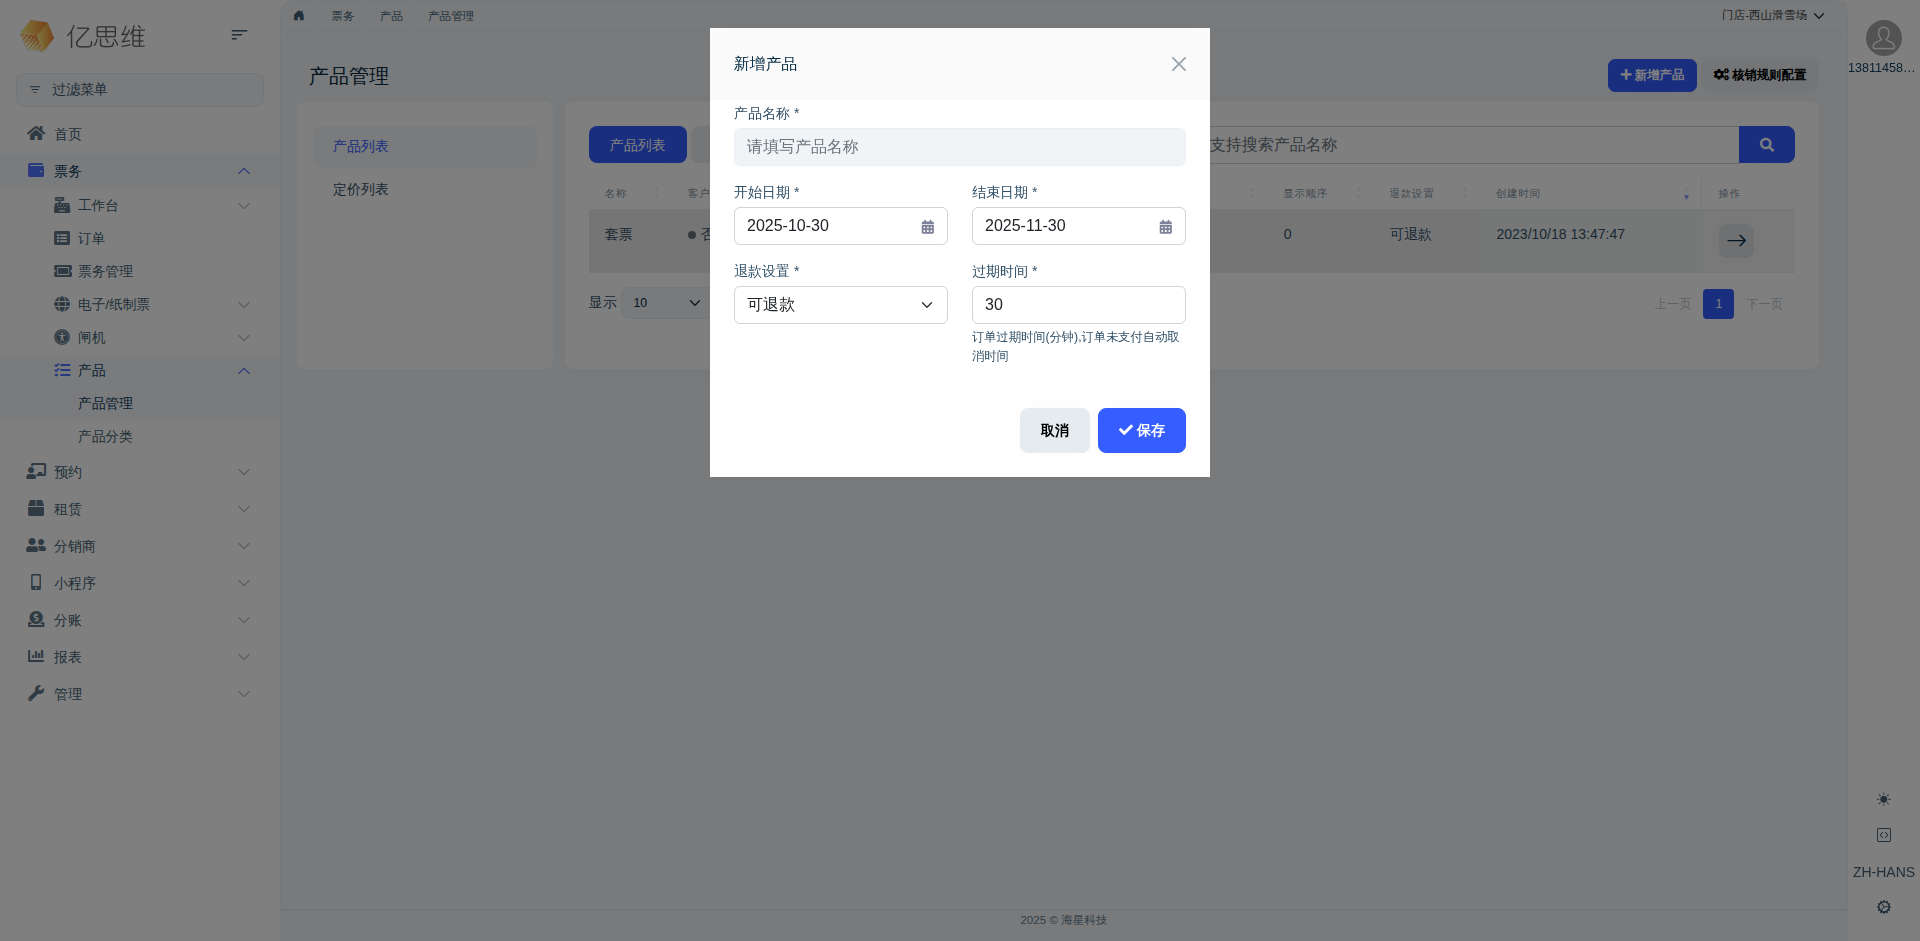 亿思维
过滤菜单
首页
票务
工作台
订单
票务管理
电子/纸制票
闸机
产品
产品管理
产品分类
预约
租赁
分销商
小程序
分账
报表
管理
票务
产品
产品管理
门店-西山滑雪场
13811458...
产品管理
新增产品
核销规则配置
产品列表
定价列表
产品列表
支持搜索产品名称
名称
客户
显示顺序
退款设置
创建时间
操作
套票
0
可退款
2023/10/18 13:47:47
显示
10
上一页
1
下一页
新增产品
产品名称 *
请填写产品名称
开始日期 *
结束日期 *
2025-10-30
2025-11-30
退款设置 *
过期时间 *
可退款
30
订单过期时间(分钟),订单未支付自动取
消时间
取消
保存
ZH-HANS
2025 © 海星科技